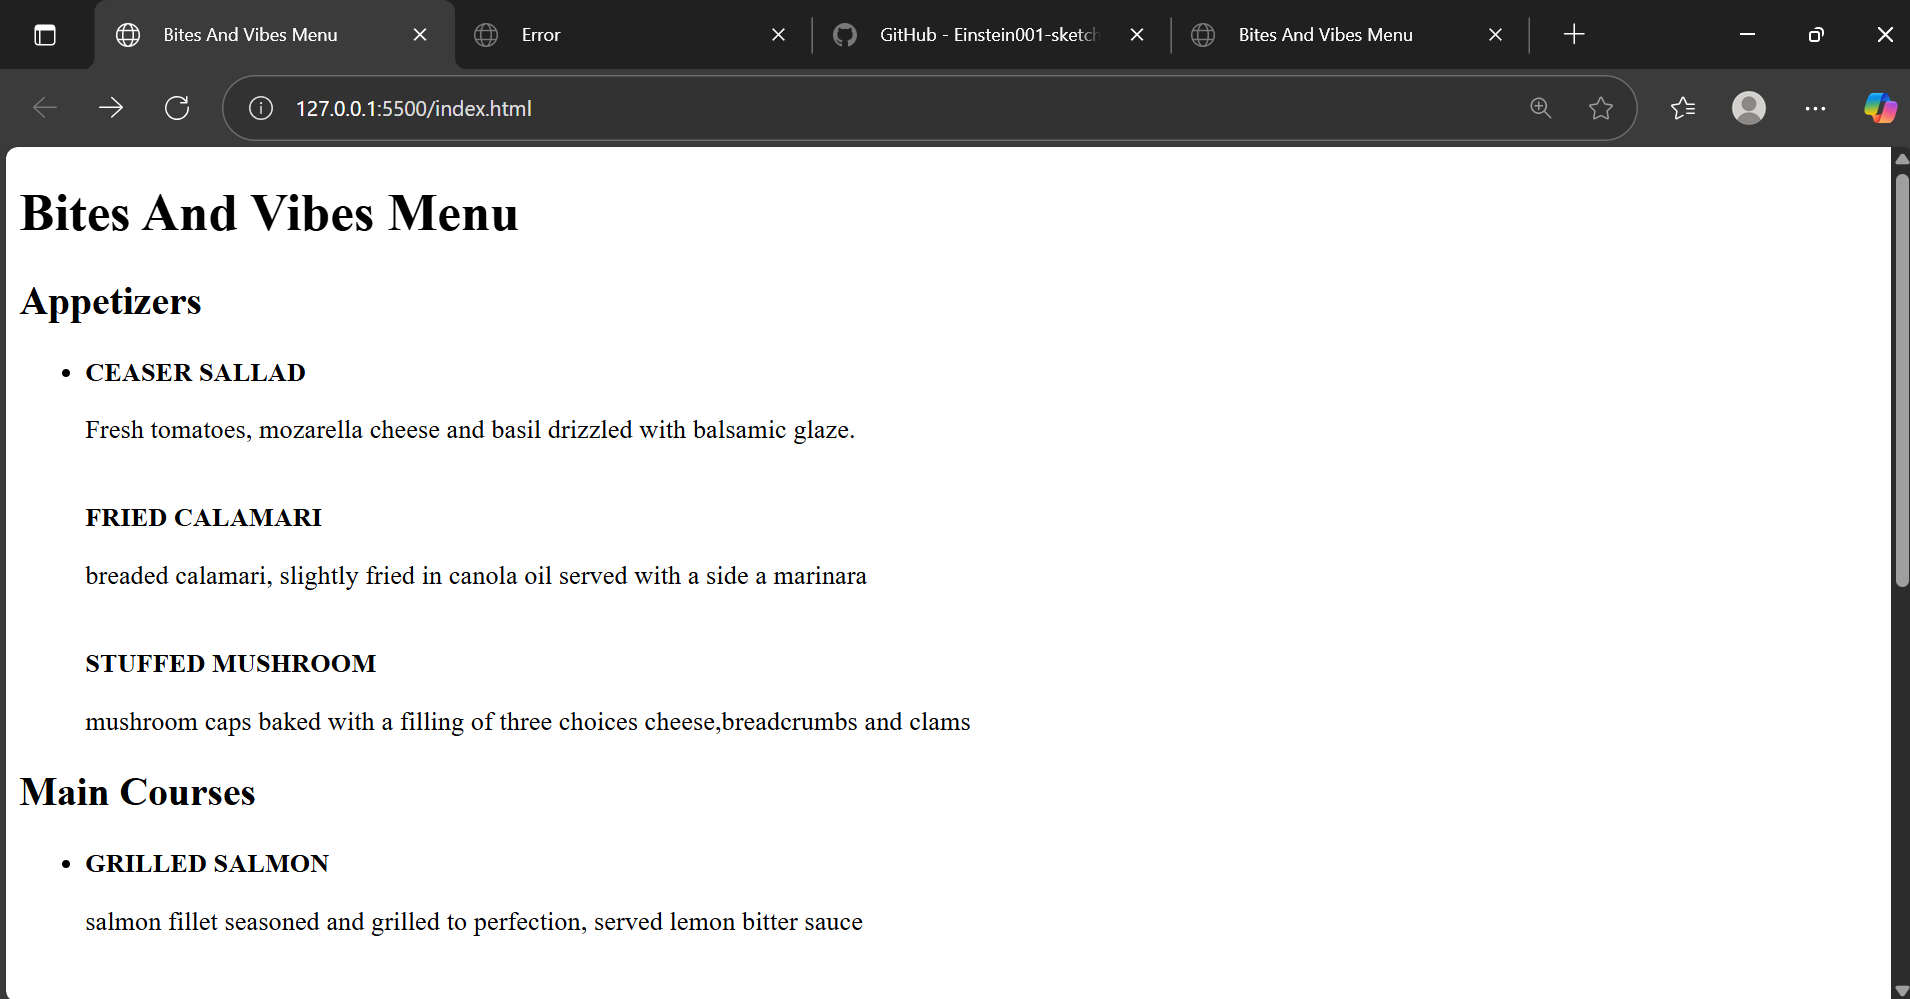 Bites And Vibes Menu
Error
GitHub - Einstein001-sketch
Bites And Vibes Menu
127.0.0.1:5500/index.html
Bites And Vibes Menu
Appetizers
• CEASER SALLAD
Fresh tomatoes, mozarella cheese and basil drizzled with balsamic glaze.
FRIED CALAMARI
breaded calamari, slightly fried in canola oil served with a side a marinara
STUFFED MUSHROOM
mushroom caps baked with a filling of three choices cheese,breadcrumbs and clams
Main Courses
• GRILLED SALMON
salmon fillet seasoned and grilled to perfection, served lemon bitter sauce